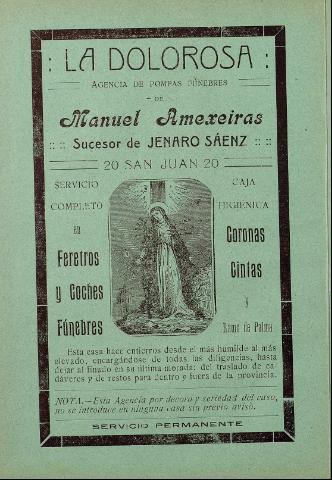 : LA DOLOROSA :
AGENCIA DE POMPAS FÚNEBRES
- DE -
Manuel Amexeiras
:: :: Sucesor de JENARO SÁENZ :: ::
20 SAN JUAN 20
SERVICIO
COMPLETO
en
Feretros
y Coches
Fúnebres
CAJA
HIGIENICA
Coronas
Cintas
y
Ramo de Palma
Esta casa hace entierros desde el más humilde al más
elevado, encargándose de todas las diligencias, hasta
dejar al finado en su última morada; del traslado de ca-
dáveres y de restos para dentro y fuera de la provincia.
NOTA.—Esta Agencia por decoro y seriedad del caso,
no se introduce en ninguna casa sin previo aviso.
SERVICIO PERMANENTE